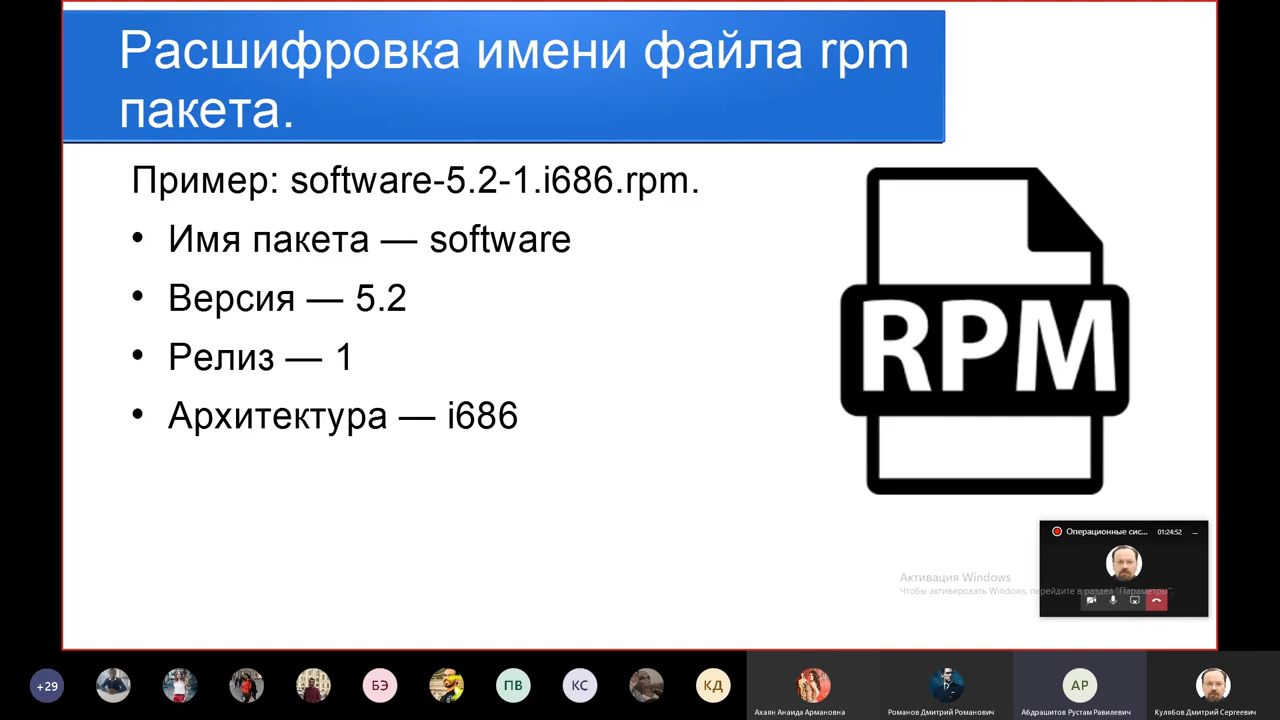 Расшифровка имени файла rpm
пакета.
Пример: software-5.2-1.i686.rpm.
• Имя пакета — software
• Версия — 5.2
• Релиз — 1
• Архитектура — i686
RPM
Операционные сис... 01:24:52
Активация Windows
Чтобы активировать Windows, перейдите в раздел "Параметры".
+29 БЭ ПВ КС КД АР
Ахаян Анаида Армановна Романов Дмитрий Романович Абдрашитов Рустам Равилевич Кулябов Дмитрий Сергеевич